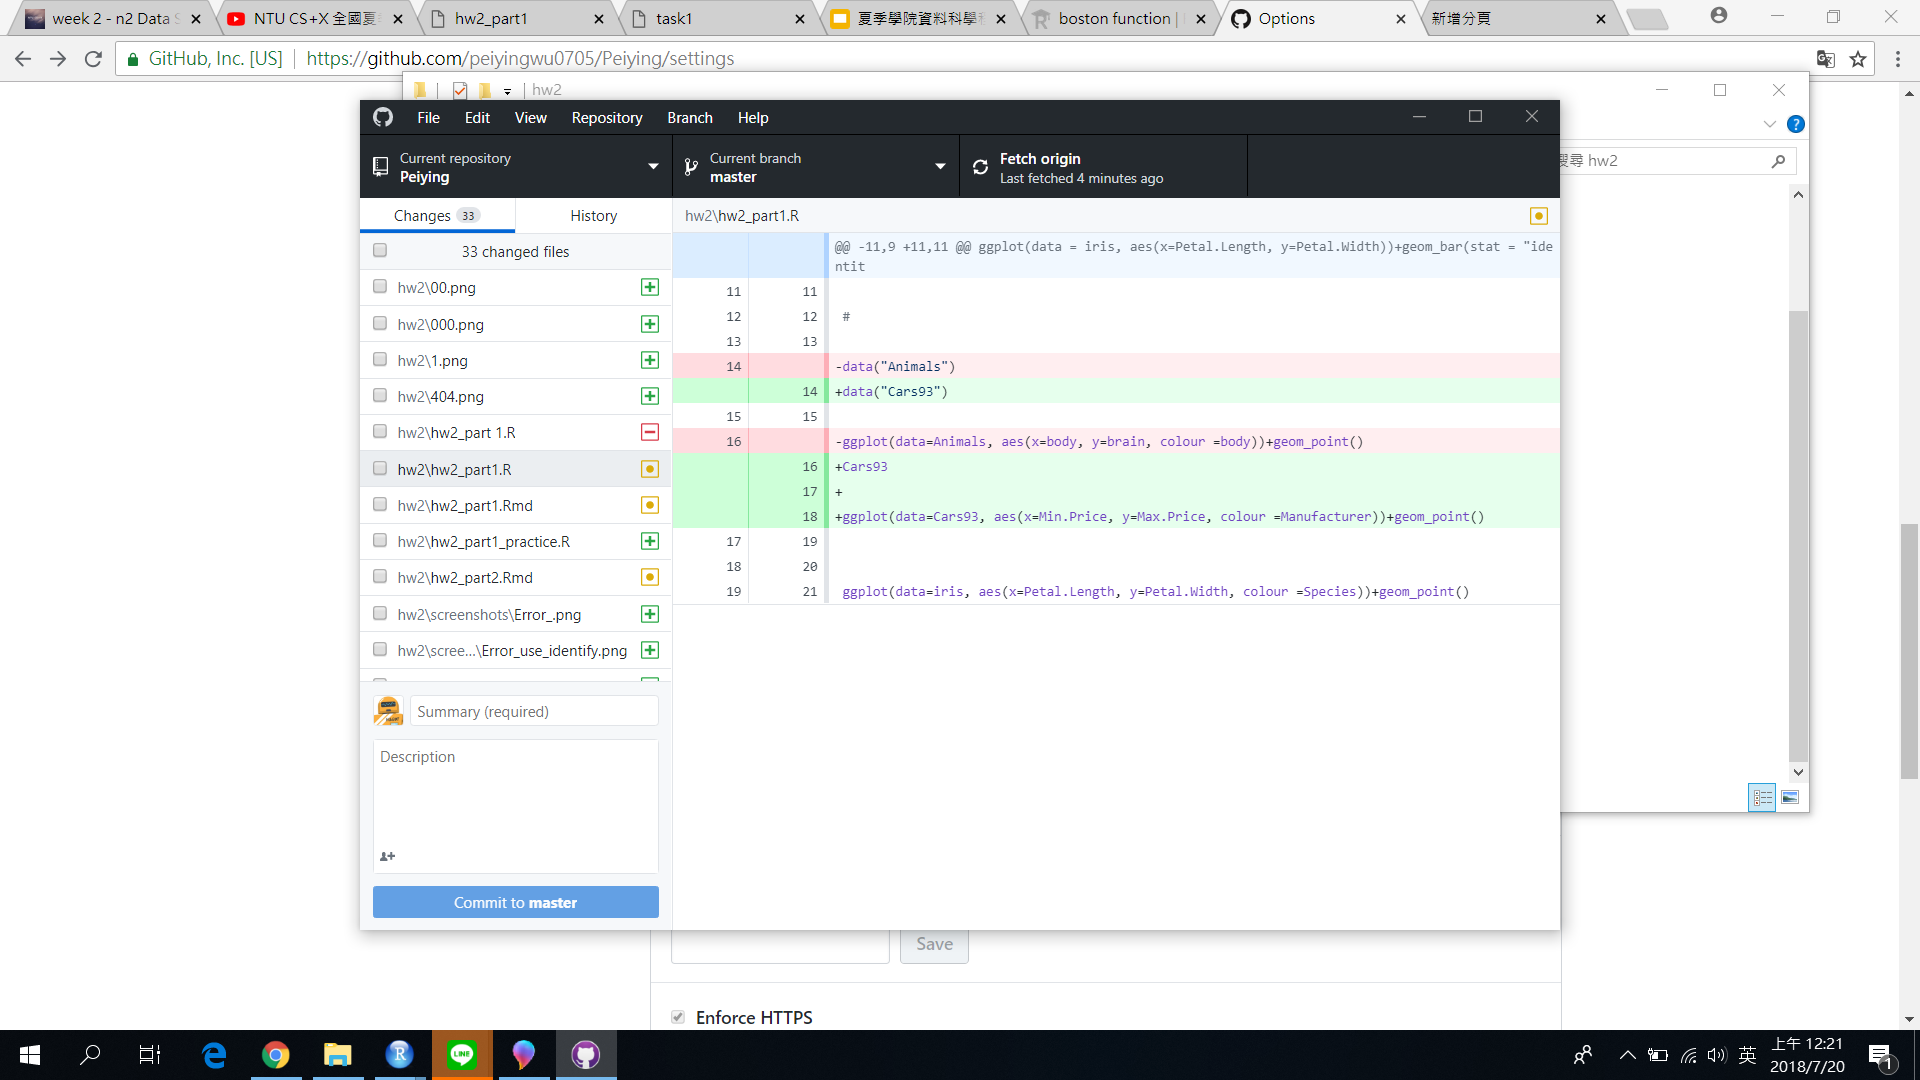 week 2 - n2 Data S
NTU CS+X 全國夏
hw2_part1
task1
夏季學院資料科學
boston function |
Options
新增分頁
GitHub, Inc. [US]
https://github.com/peiyingwu0705/Peiying/settings
hw2
File Edit View Repository Branch Help
搜尋 hw2
Current repository
Peiying
Current branch
master
Fetch origin
Last fetched 4 minutes ago
Changes 33
History
hw2\hw2_part1.R
33 changed files
hw2\00.png
hw2\000.png
hw2\1.png
hw2\404.png
hw2\hw2_part 1.R
hw2\hw2_part1.R
hw2\hw2_part1.Rmd
hw2\hw2_part1_practice.R
hw2\hw2_part2.Rmd
hw2\screenshots\Error_.png
hw2\scree...\Error_use_identify.png
@@ -11,9 +11,11 @@ ggplot(data = iris, aes(x=Petal.Length, y=Petal.Width))+geom_bar(stat = "ide
ntit
11 11
12 12 #
13 13
14 -data("Animals")
14 +data("Cars93")
15 15
16 -ggplot(data=Animals, aes(x=body, y=brain, colour =body))+geom_point()
16 +Cars93
17 +
18 +ggplot(data=Cars93, aes(x=Min.Price, y=Max.Price, colour =Manufacturer))+geom_point()
17 19
18 20
19 21 ggplot(data=iris, aes(x=Petal.Length, y=Petal.Width, colour =Species))+geom_point()
Summary (required)
Description
Commit to master
Save
Enforce HTTPS
英
上午 12:21
2018/7/20
1